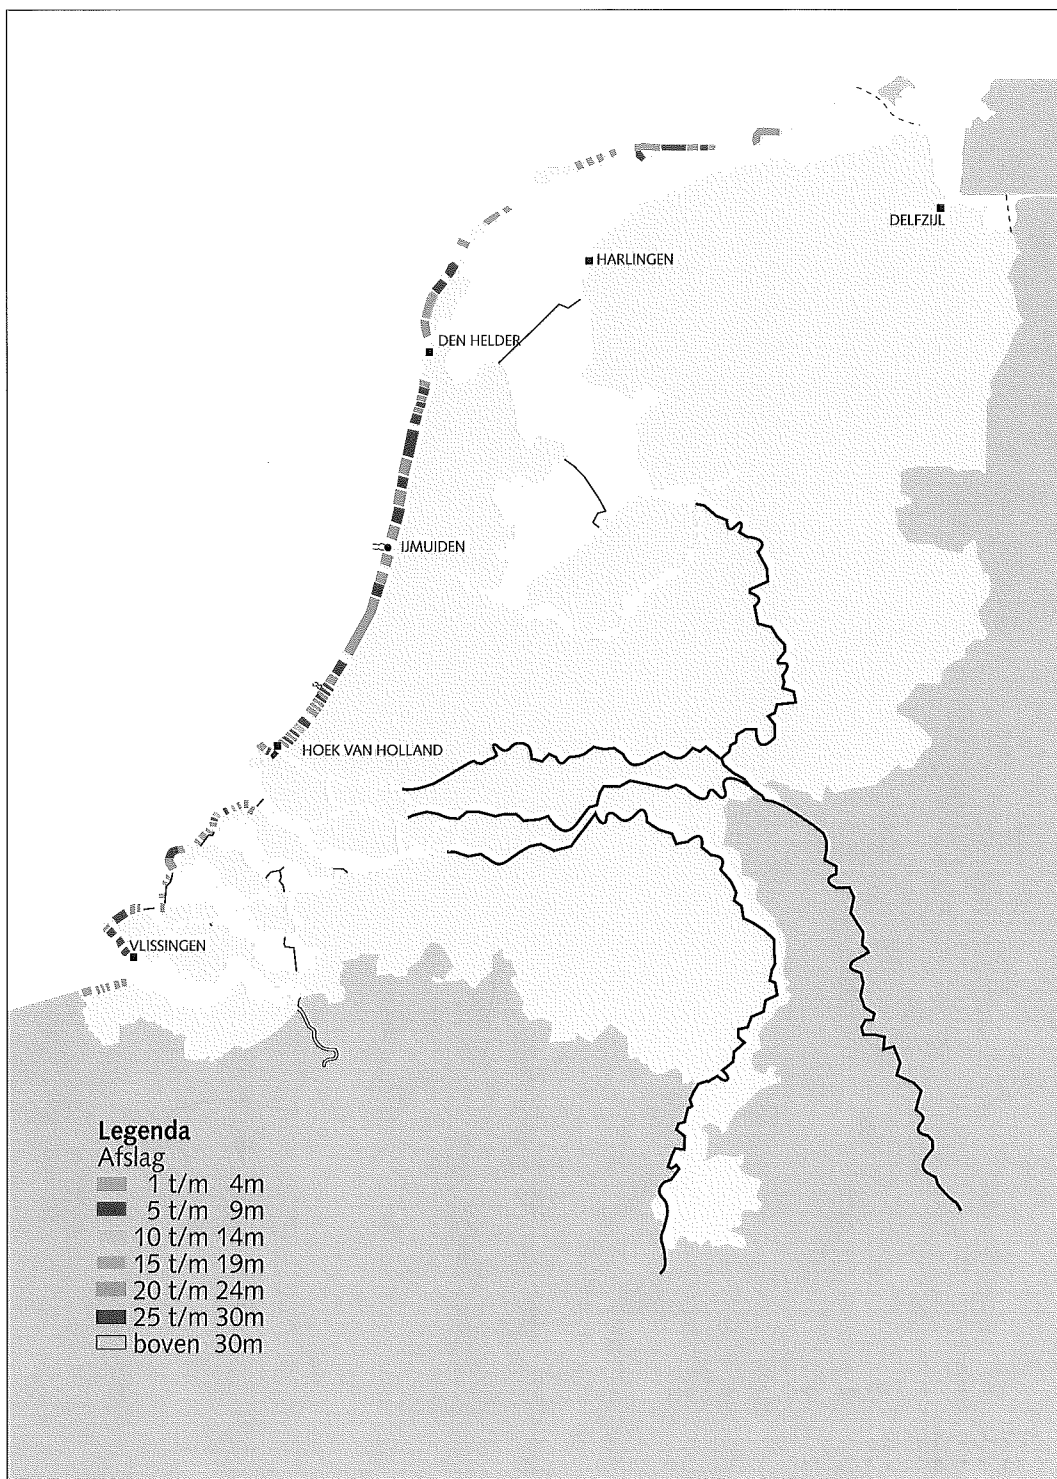 DELFZIJL
HARLINGEN
DEN HELDER
IJMUIDEN
HOEK VAN HOLLAND
VLISSINGEN
Legenda
Afslag
1 t/m 4m
5 t/m 9m
10 t/m 14m
15 t/m 19m
20 t/m 24m
25 t/m 30m
boven 30m